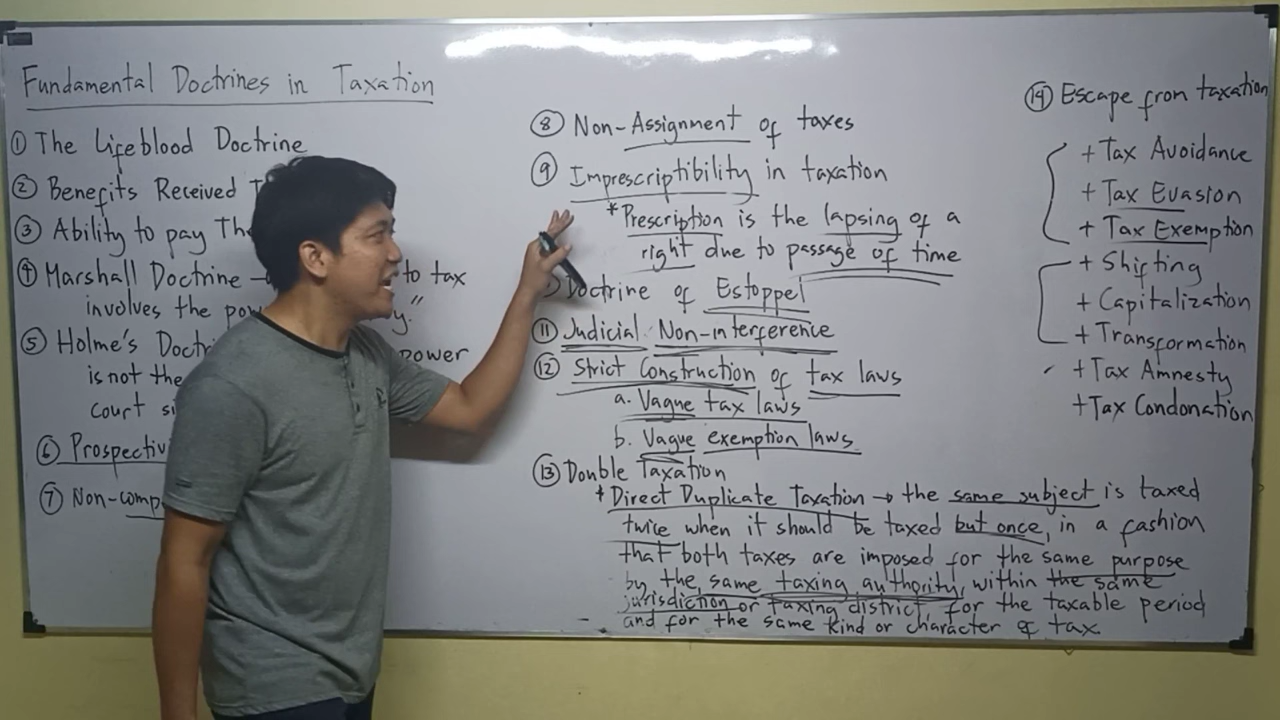 Fundamental Doctrines in Taxation
① The Lifeblood Doctrine
② Benefits Received
③ Ability to pay
④ Marshall Doctrine – to tax
involves the
⑤ Holme's power
is not the
court
⑥
⑦
⑧ Non-Assignment of taxes
⑨ Imprescriptibility in taxation
*Prescription is the lapsing of a
right due to passage of time
Doctrine of Estoppel
⑪ Judicial Non-interference
⑫ Strict Construction of tax laws
a. Vague tax laws
b. Vague exemption laws.
⑬ Double Taxation
* Direct Duplicate Taxation → the same subject is taxed
twice when it should be taxed but once, in a fashion
that both taxes are imposed for the same purpose
by the same taxing authority, within the same
jurisdiction or taxing district, for the taxable period
and for the same kind or character of tax
⑭ Escape from taxation
+ Tax Avoidance
+ Tax Evasion
+ Tax Exemption
+ Shifting
+ Capitalization
+ Transformation
+ Tax Amnesty
+ Tax Condonation